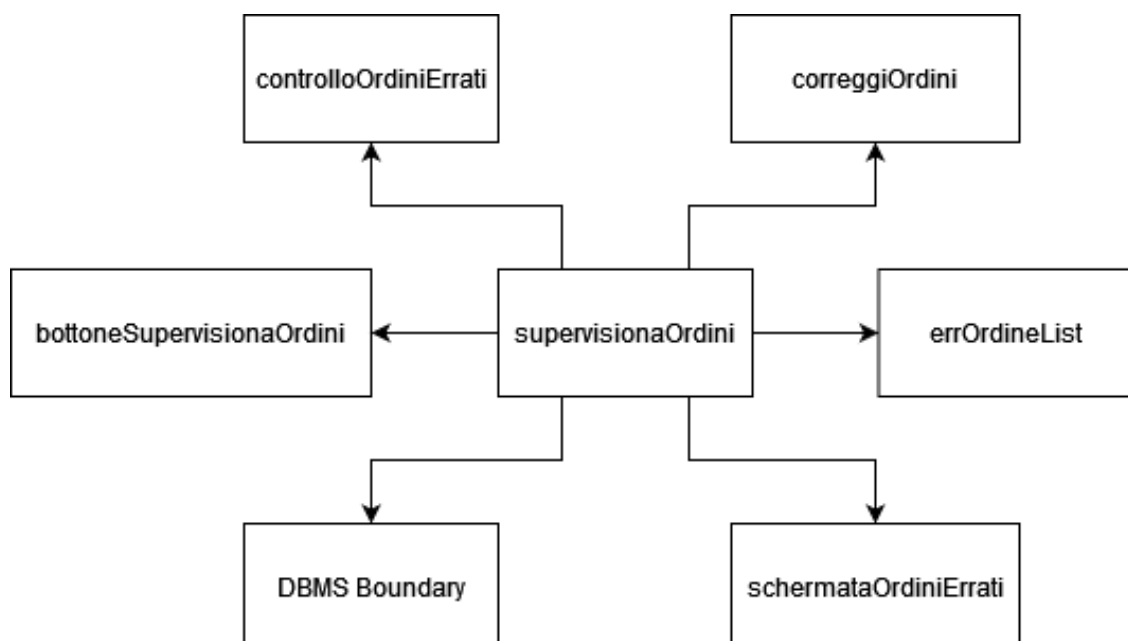 controlloOrdiniErrati
correggiOrdini
bottoneSupervisionaOrdini
supervisionaOrdini
errOrdineList
DBMS Boundary
schermataOrdiniErrati